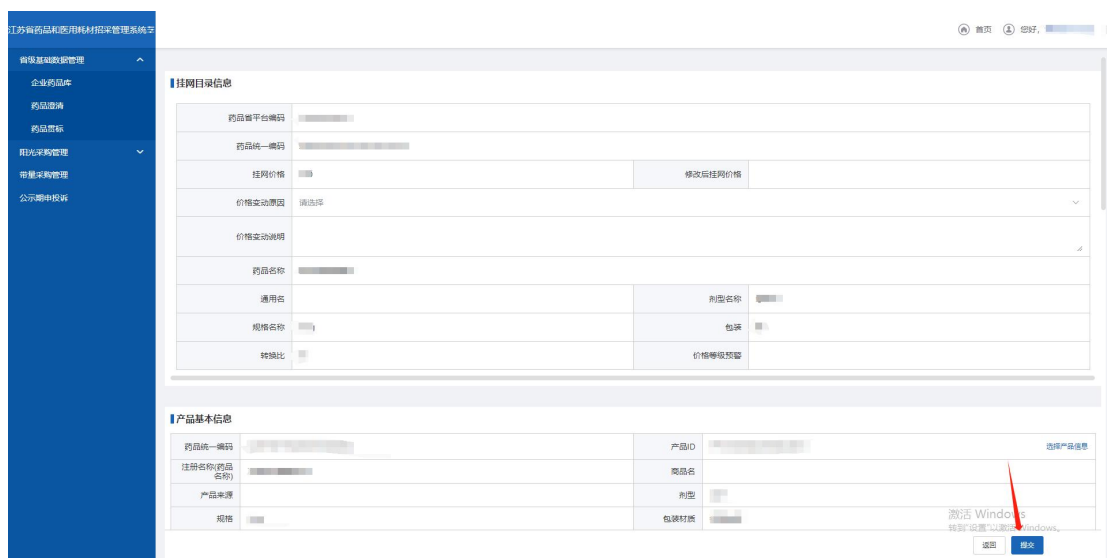 江苏省药品和医用耗材招采管理系统至
首页 您好,
省级基础数据管理
企业药品库
药品澄清
药品贯标
阳光采购管理
带量采购管理
公示期申投诉
挂网目录信息
药品省平台编码
药品统一编码
挂网价格 修改后挂网价格
价格变动原因 请选择
价格变动说明
药品名称
通用名 剂型名称
规格名称 包装
转换比 价格等级预警
产品基本信息
药品统一编码 产品ID 选择产品信息
注册名称(药品
名称) 商品名
产品来源 剂型
规格 包装材质
激活 Windows
转到"设置"以激活 Windows。
返回 提交